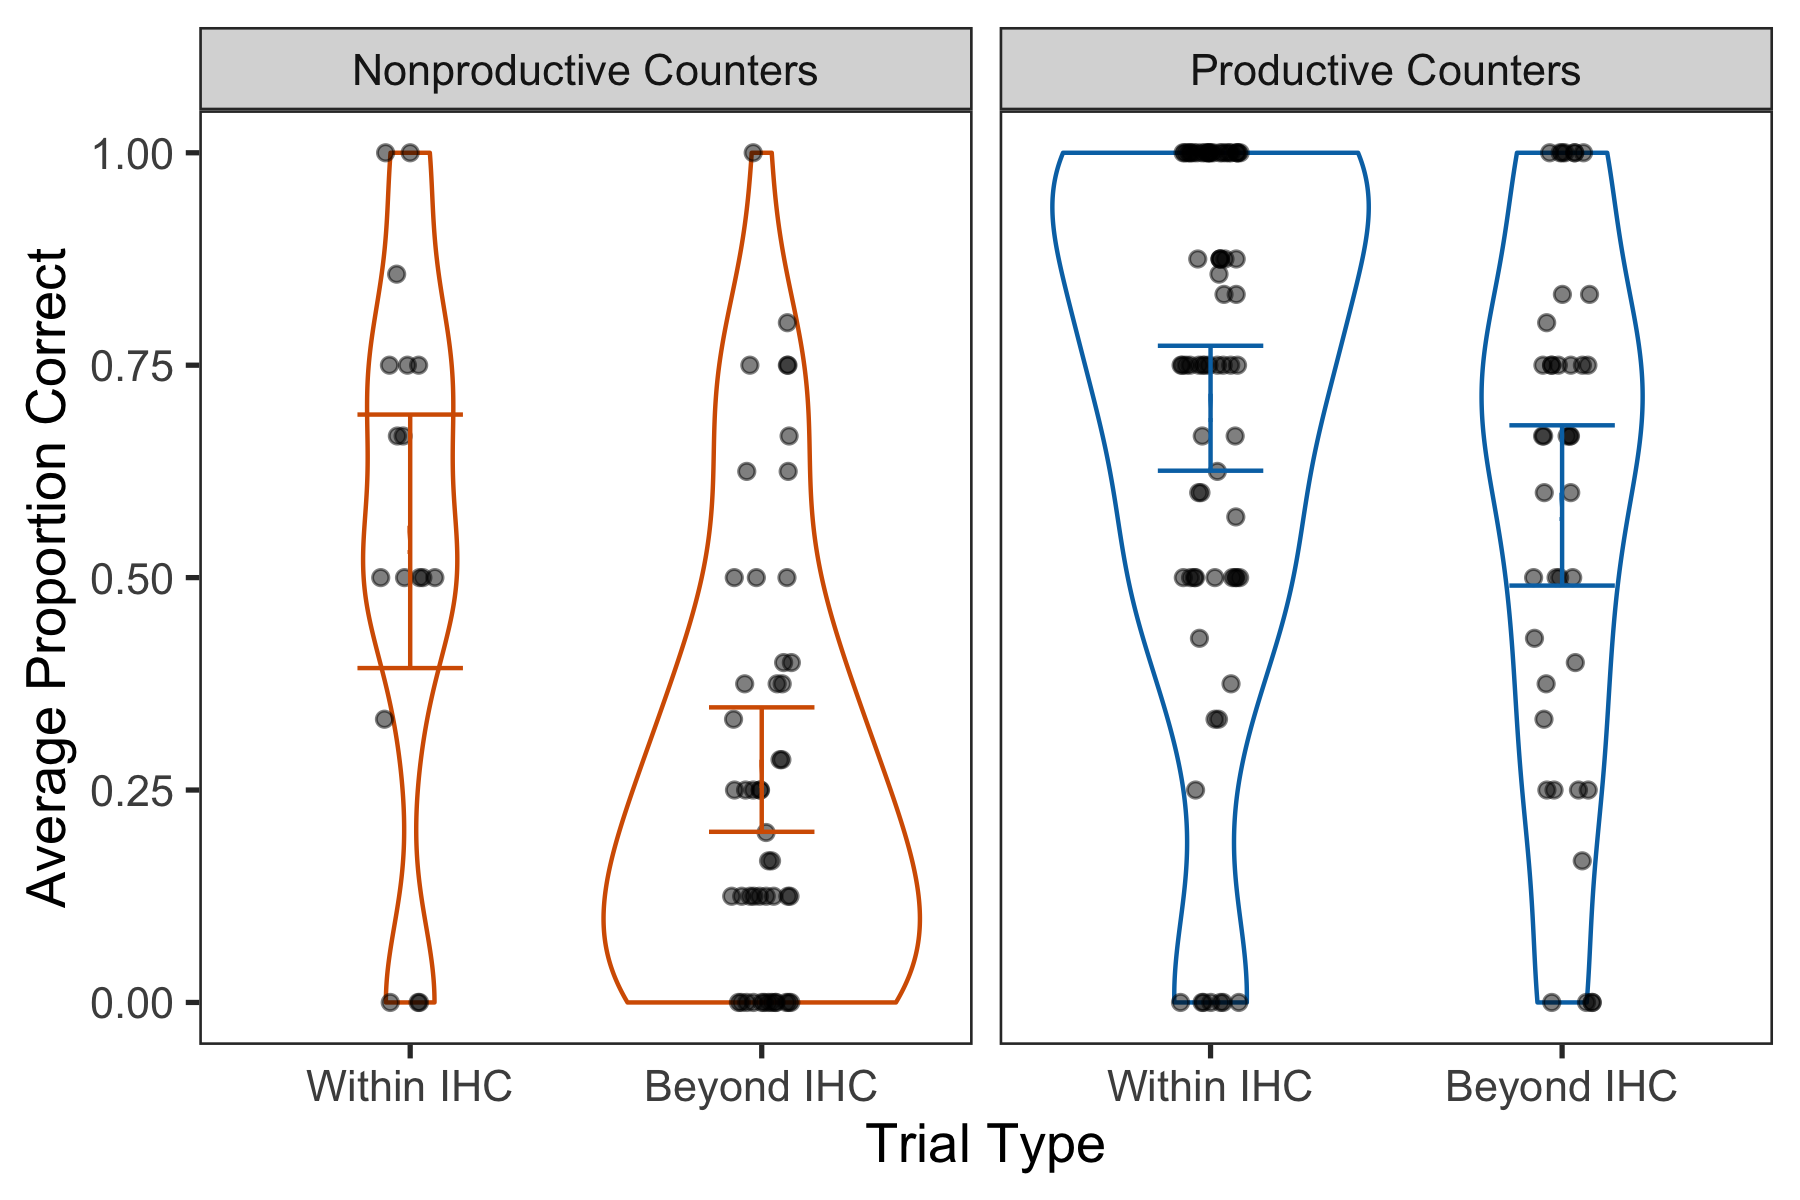 Nonproductive Counters
Productive Counters
Average Proportion Correct
1.00
0.75
0.50
0.25
0.00
Within IHC
Beyond IHC
Within IHC
Beyond IHC
Trial Type